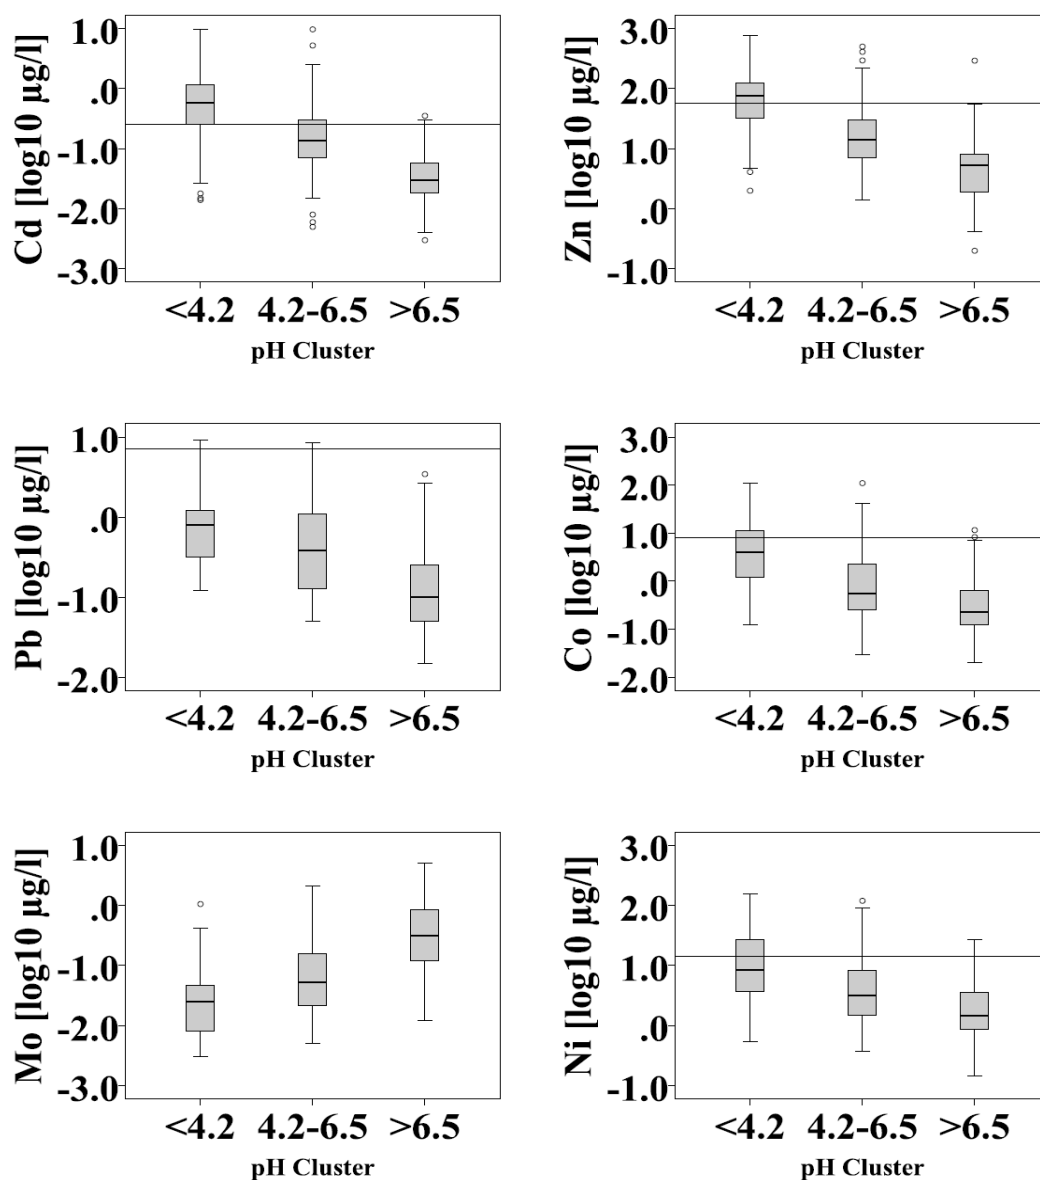 Cd [log10 µg/l]
1.0
.0
-1.0
-2.0
-3.0
<4.2 4.2-6.5 >6.5
pH Cluster
Zn [log10 µg/l]
3.0
2.0
1.0
.0
-1.0
<4.2 4.2-6.5 >6.5
pH Cluster
Pb [log10 µg/l]
1.0
.0
-1.0
-2.0
<4.2 4.2-6.5 >6.5
pH Cluster
Co [log10 µg/l]
3.0
2.0
1.0
.0
-1.0
-2.0
<4.2 4.2-6.5 >6.5
pH Cluster
Mo [log10 µg/l]
1.0
.0
-1.0
-2.0
-3.0
<4.2 4.2-6.5 >6.5
pH Cluster
Ni [log10 µg/l]
3.0
2.0
1.0
.0
-1.0
<4.2 4.2-6.5 >6.5
pH Cluster